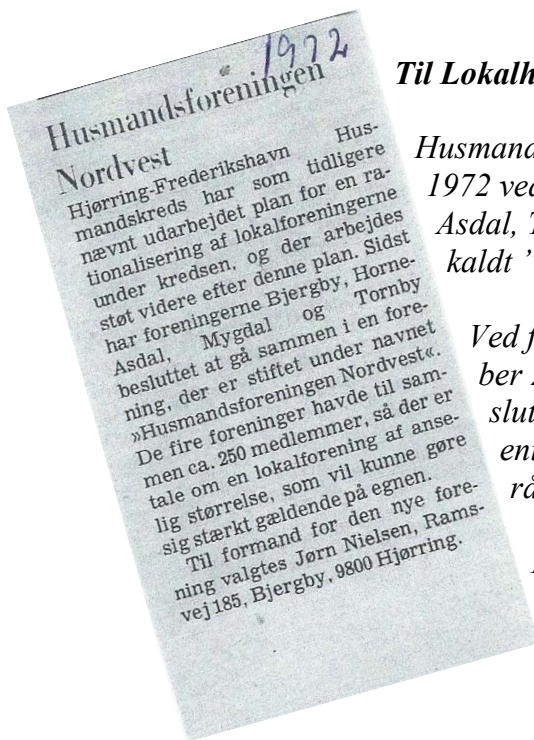 1972
Husmandsforeningen
Nordvest
Hjørring-Frederikshavn Hus-
mandskreds har som tidligere
nævnt udarbejdet plan for en ra-
tionalisering af lokalforeningerne
under kredsen, og der arbejdes
støt videre efter denne plan. Sidst
har foreningerne Bjergby, Horne-
Asdal, Mygdal og Tornby
besluttet at gå sammen i en fore-
ning, der er stiftet under navnet
»Husmandsforeningen Nordvest«.
De fire foreninger havde til sam-
men ca. 250 medlemmer, så der er
tale om en lokalforening af anse-
lig størrelse, som vil kunne gøre
sig stærkt gældende på egnen.
Til formand for den nye fore-
ning valgtes Jørn Nielsen, Rams-
vej 185, Bjergby, 9800 Hjørring.
Til Lokalh
Husmand
1972 ved
Asdal, T
kaldt "
Ved f
ber
slut
en
rå